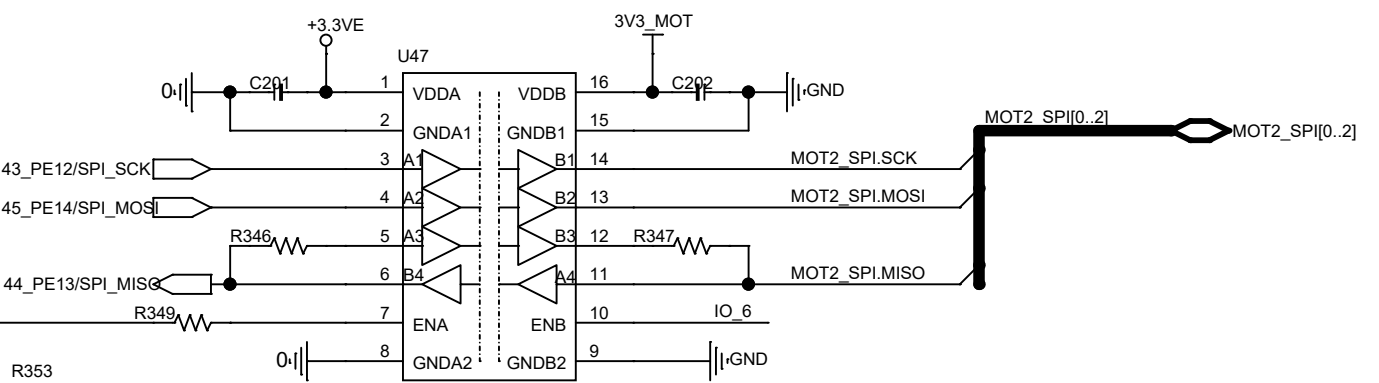 +3.3VE
3V3_MOT
U47
0
C201
1
VDDA
VDDB
16
C202
GND
2
GNDA1
GNDB1
15
MOT2_SPI[0..2]
MOT2_SPI[0..2]
43_PE12/SPI_SCK
3
A1
B1
14
MOT2_SPI.SCK
45_PE14/SPI_MOSI
4
A2
B2
13
MOT2_SPI.MOSI
R346
5
A3
B3
12
R347
44_PE13/SPI_MISO
6
B4
A4
11
MOT2_SPI.MISO
R349
7
ENA
ENB
10
IO_6
0
8
GNDA2
GNDB2
9
GND
R353